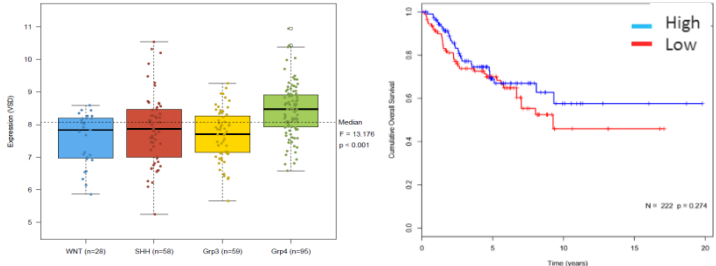 Expression (VSD)
11
10
9
8
7
6
5
Median
F = 13.176
p < 0.001
WNT (n=28)
SHH (n=58)
Grp3 (n=59)
Grp4 (n=95)
Cumulative Overall Survival
1.0
0.8
0.6
0.4
0.2
0.0
High
Low
N = 222 p = 0.274
0
5
10
15
20
Time (years)